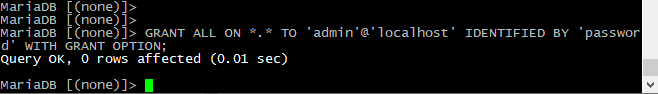 MariaDB [(none)]>
MariaDB [(none)]>
MariaDB [(none)]> GRANT ALL ON *.* TO 'admin'@'localhost' IDENTIFIED BY 'passwor
d' WITH GRANT OPTION;
Query OK, 0 rows affected (0.01 sec)
MariaDB [(none)]>